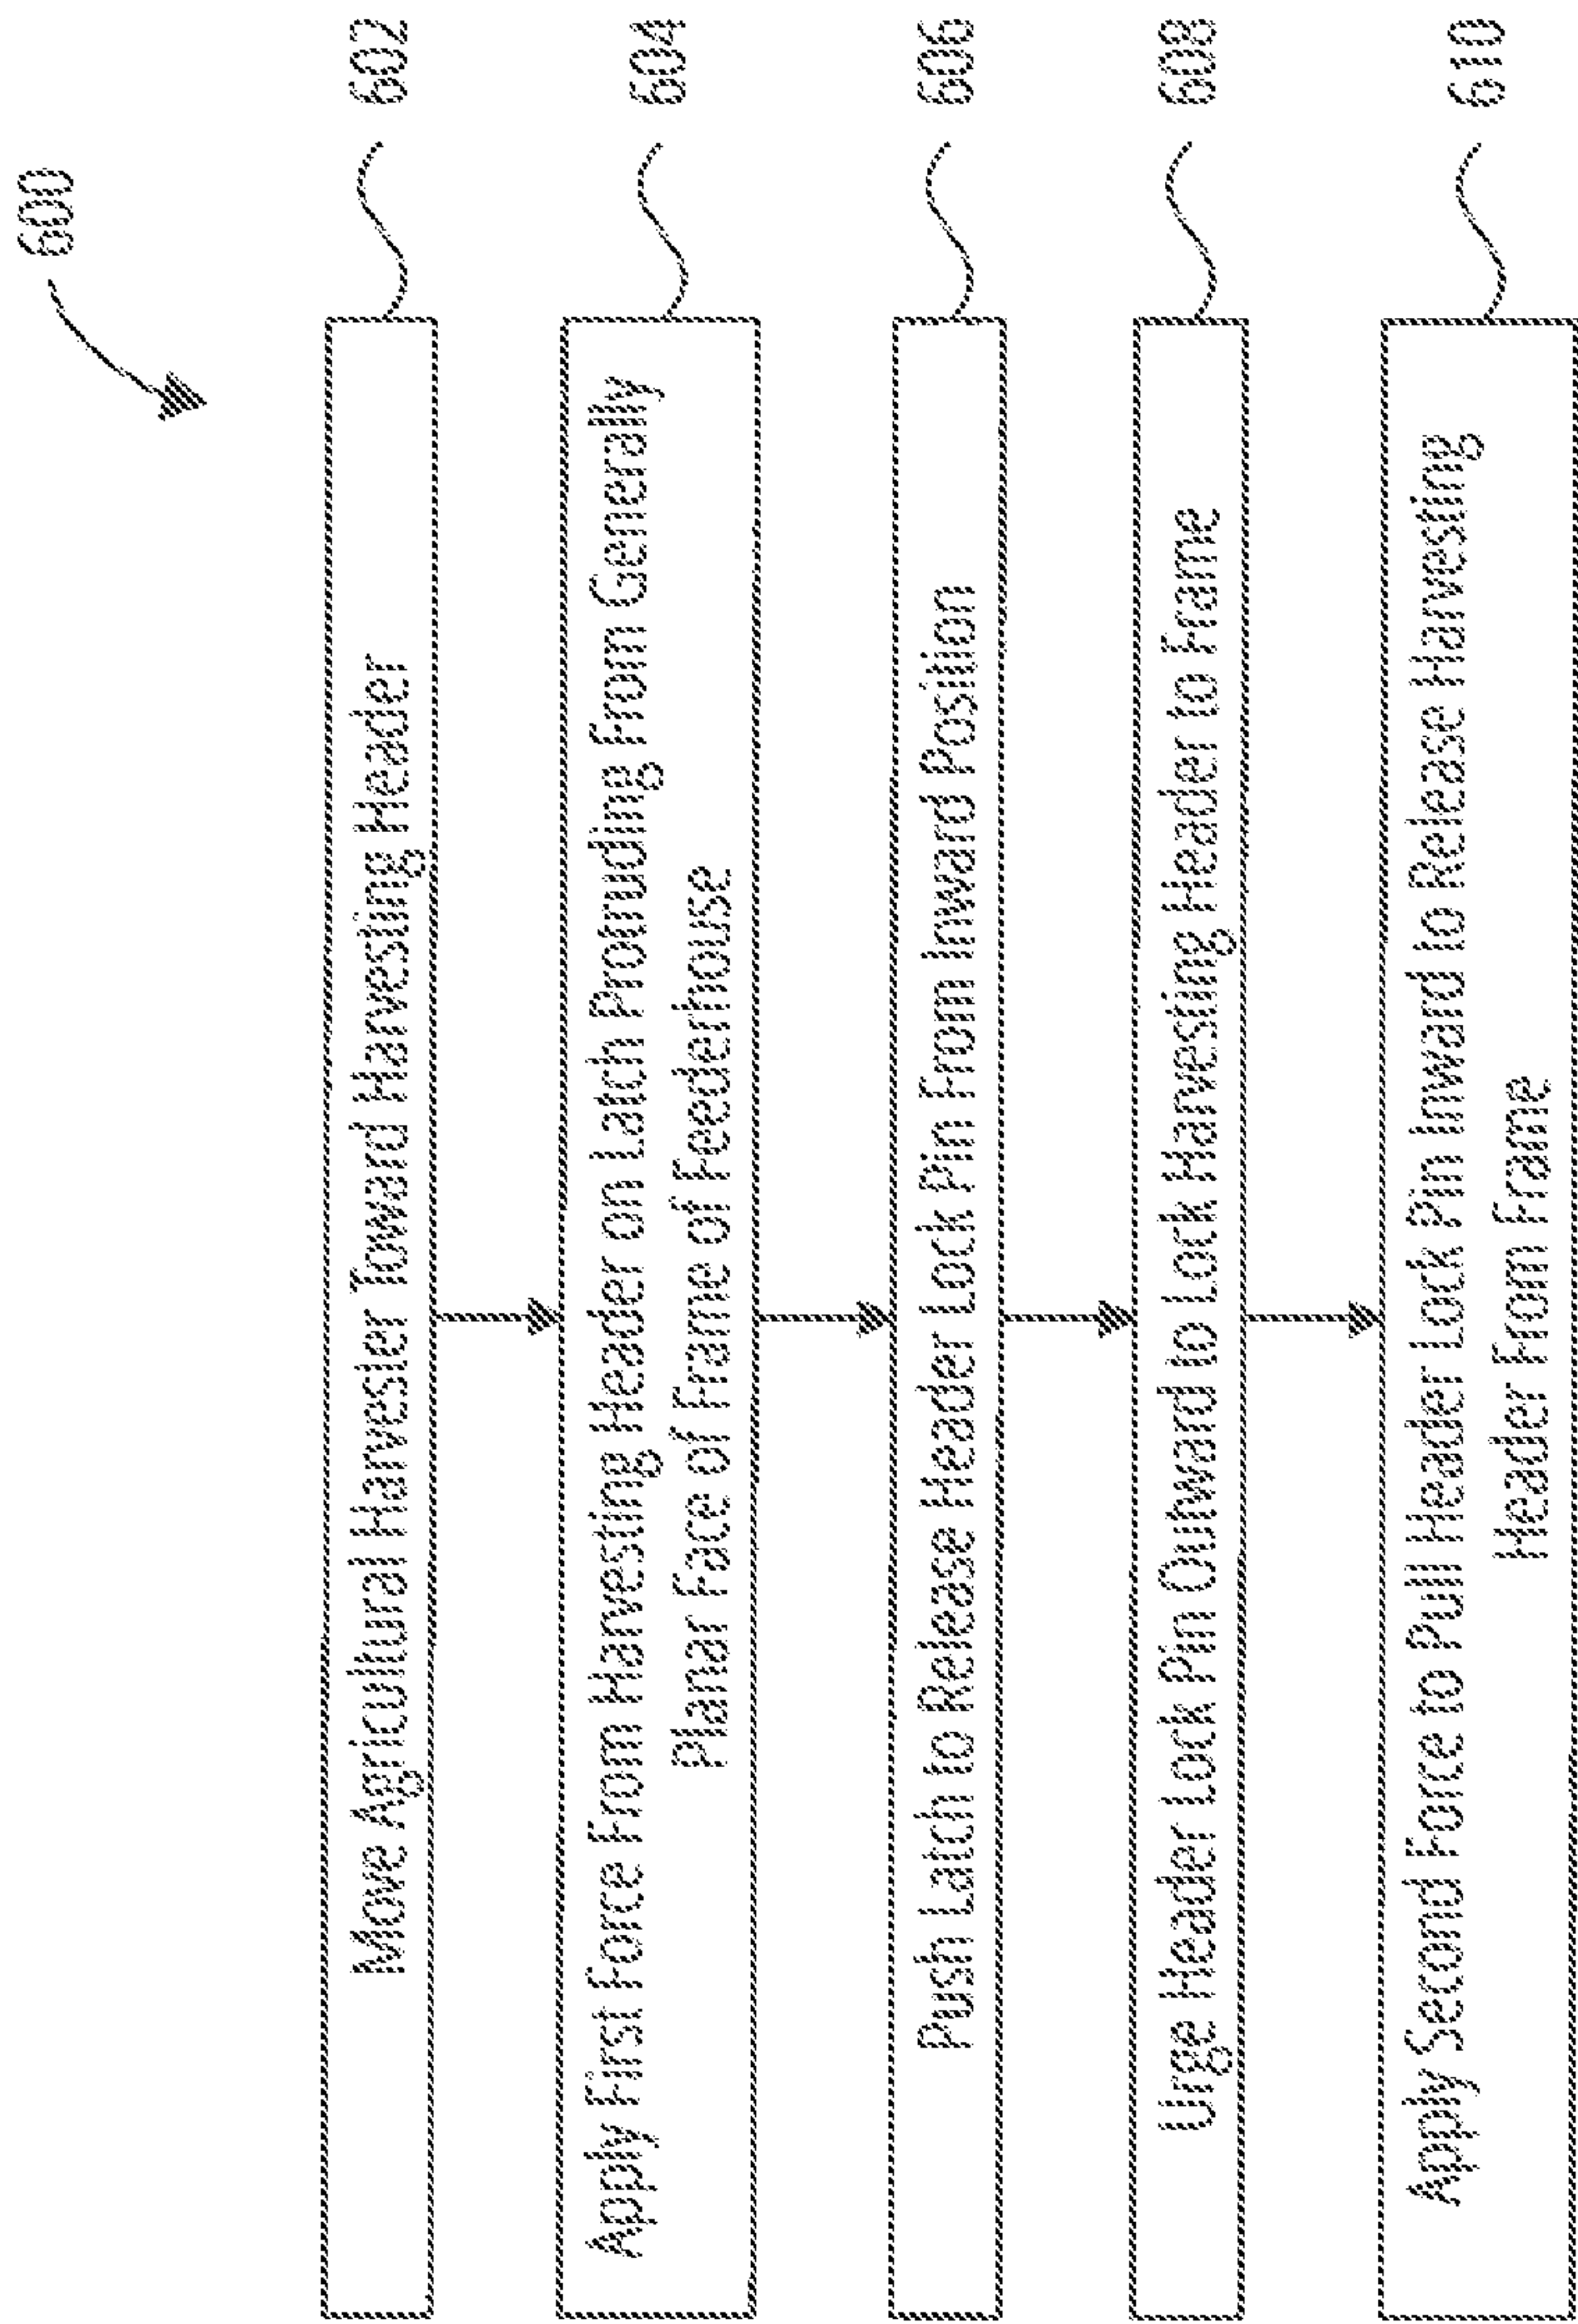 600
Move Agricultural Harvester Toward Harvesting Header
602
Apply First Force From Harvesting Header on Latch Protruding From Generally
Planar Face of Frame of Feederhouse
604
Push Latch to Release Header Lock Pin From Inward Position
606
Urge Header Lock Pin Outward to Lock Harvesting Header to Frame
608
Apply Second Force to Pull Header Lock Pin Inward to Release Harvesting
Header From Frame
610